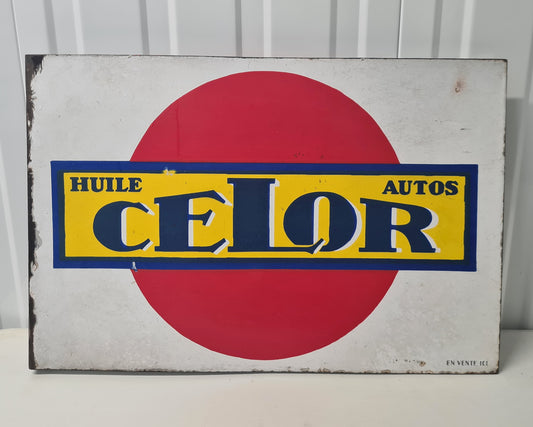 HUILE AUTOS
CELOR
EN VENTE ICI